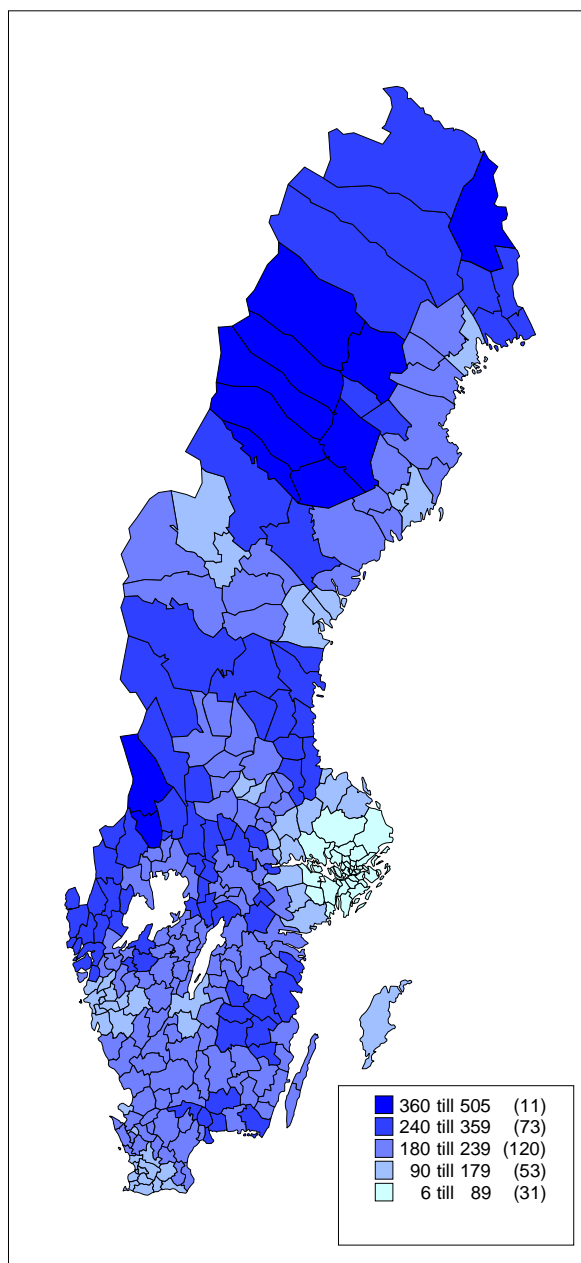 360 till 505 (11)
240 till 359 (73)
180 till 239 (120)
90 till 179 (53)
6 till 89 (31)